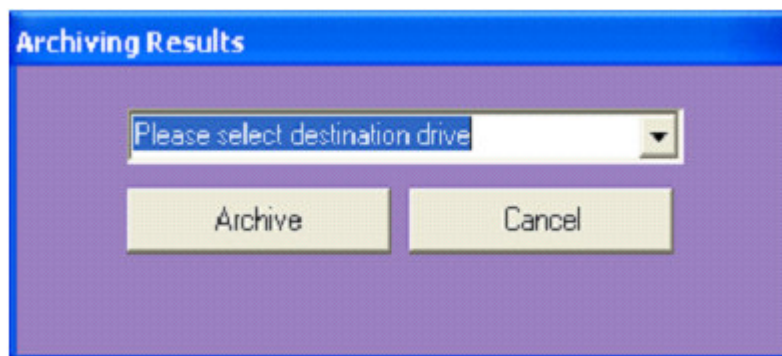 Archiving Results
Please select destination drive
Archive
Cancel